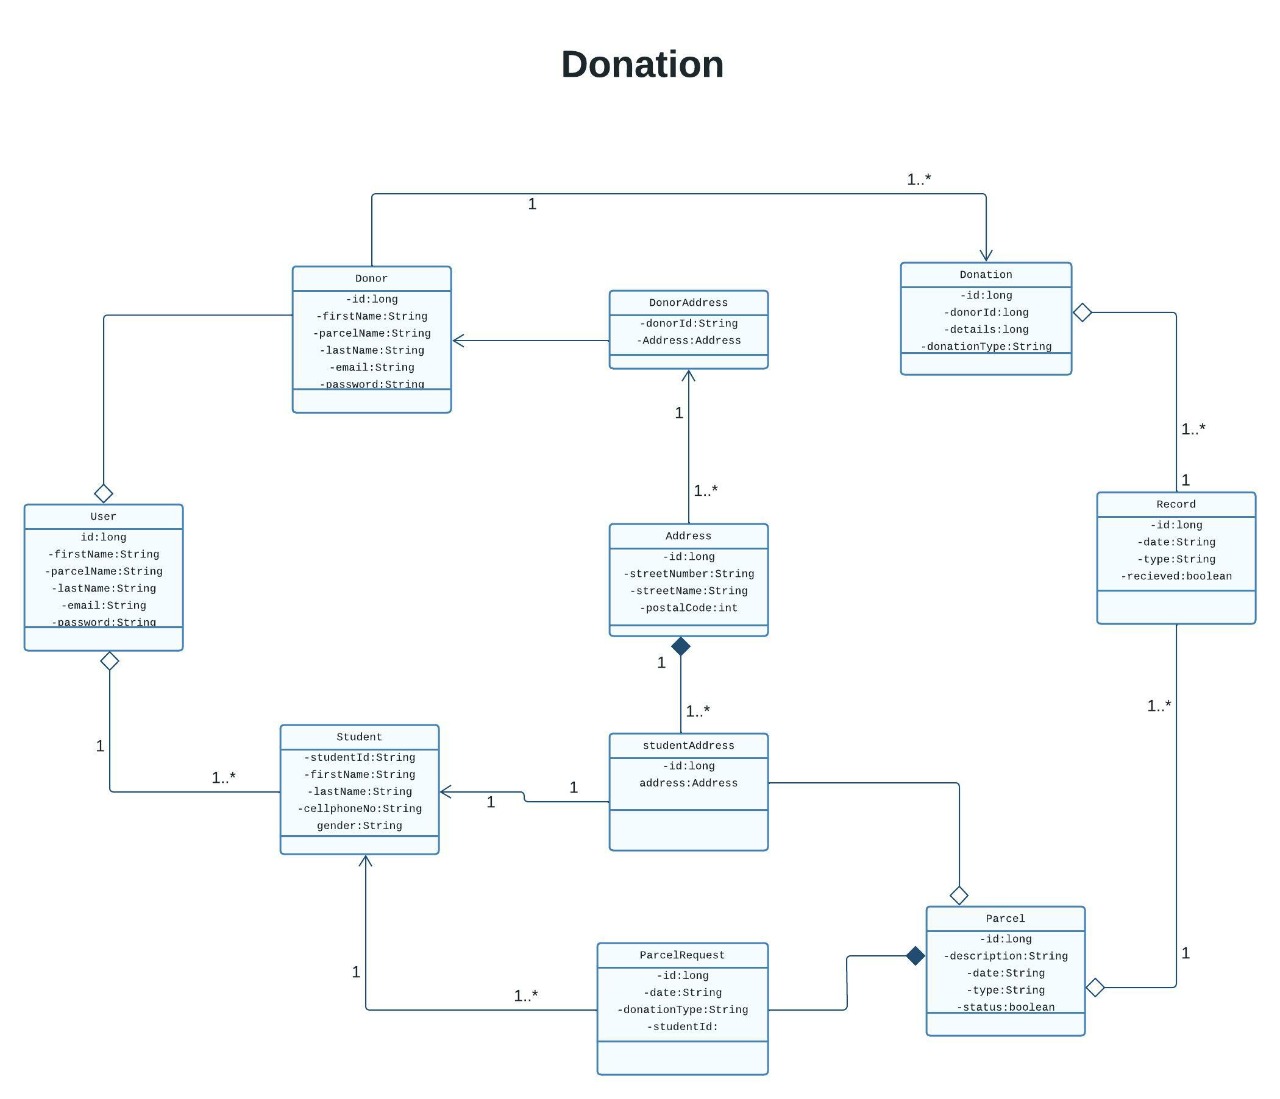 Donation
1..*
1
Donor
-id:long
-firstName:String
-parcelName:String
-lastName:String
-email:String
-password:String
DonorAddress
-donorId:String
-Address:Address
Donation
-id:long
-donorId:long
-details:long
-donationType:String
1
1..*
1..*
1
User
id:long
-firstName:String
-parcelName:String
-lastName:String
-email:String
-password:String
Address
-id:long
-streetNumber:String
-streetName:String
-postalCode:int
Record
-id:long
-date:String
-type:String
-recieved:boolean
1
1..*
1..*
1
1..*
Student
-studentId:String
-firstName:String
-lastName:String
-cellphoneNo:String
gender:String
1
1
studentAddress
-id:long
address:Address
1
1..*
ParcelRequest
-id:long
-date:String
-donationType:String
-studentId:
Parcel
-id:long
-description:String
-date:String
-type:String
-status:boolean
1